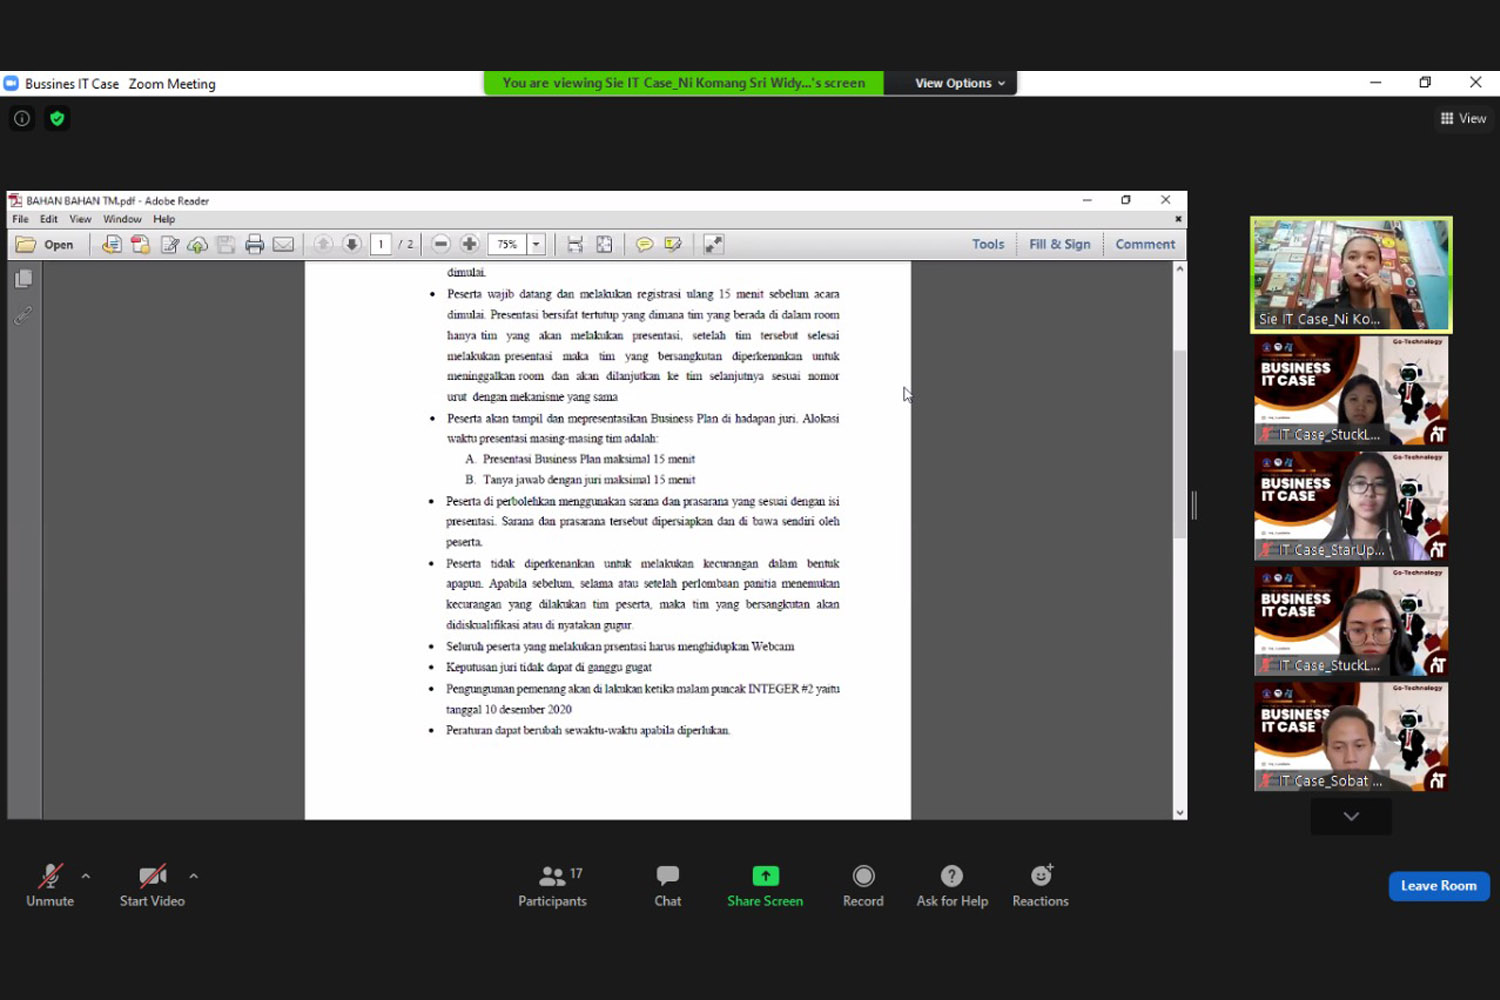 Bussines IT Case Zoom Meeting
You are viewing Sie IT Case_Ni Komang Sri Widy...'s screen
View Options
View
BAHAN BAHAN TM.pdf - Adobe Reader
File Edit View Window Help
Open
1 / 2
75%
Tools
Fill & Sign
Comment
dimulai.
• Peserta wajib datang dan melakukan registrasi ulang 15 menit sebelum acara
dimulai. Presentasi bersifat tertutup yang dimana tim yang berada di dalam room
hanya tim yang akan melakukan presentasi, setelah tim tersebut selesai
melakukan presentasi maka tim yang bersangkutan diperkenankan untuk
meninggalkan room dan akan dilanjutkan ke tim selanjutnya sesuai nomor
urut dengan mekanisme yang sama
• Peserta akan tampil dan mepresentasikan Business Plan di hadapan juri. Alokasi
waktu presentasi masing-masing tim adalah:
A. Presentasi Business Plan maksimal 15 menit
B. Tanya jawab dengan juri maksimal 15 menit
• Peserta di perbolehkan menggunakan sarana dan prasarana yang sesuai dengan isi
presentasi. Sarana dan prasarana tersebut dipersiapkan dan di bawa sendiri oleh
peserta.
• Peserta tidak diperkenankan untuk melakukan kecurangan dalam bentuk
apapun. Apabila sebelum, selama atau setelah perlombaan panitia menemukan
kecurangan yang dilakukan tim peserta, maka tim yang bersangkutan akan
didiskualifikasi atau di nyatakan gugur.
• Seluruh peserta yang melakukan prsentasi harus menghidupkan Webcam
• Keputusan juri tidak dapat di ganggu gugat
• Pengunguman pemenang akan di lakukan ketika malam puncak INTEGER #2 yaitu
tanggal 10 desember 2020
• Peraturan dapat berubah sewaktu-waktu apabila diperlukan.
Sie IT Case_Ni Ko...
Go-Technology
BUSINESS
IT CASE
IT Case_StuckL...
Go-Technology
BUSINESS
IT CASE
IT Case_StarUp...
Go-Technology
BUSINESS
IT CASE
IT Case_StuckL...
Go-Technology
BUSINESS
IT CASE
IT Case_Sobat ...
Unmute
Start Video
17
Participants
Chat
Share Screen
Record
Ask for Help
Reactions
Leave Room